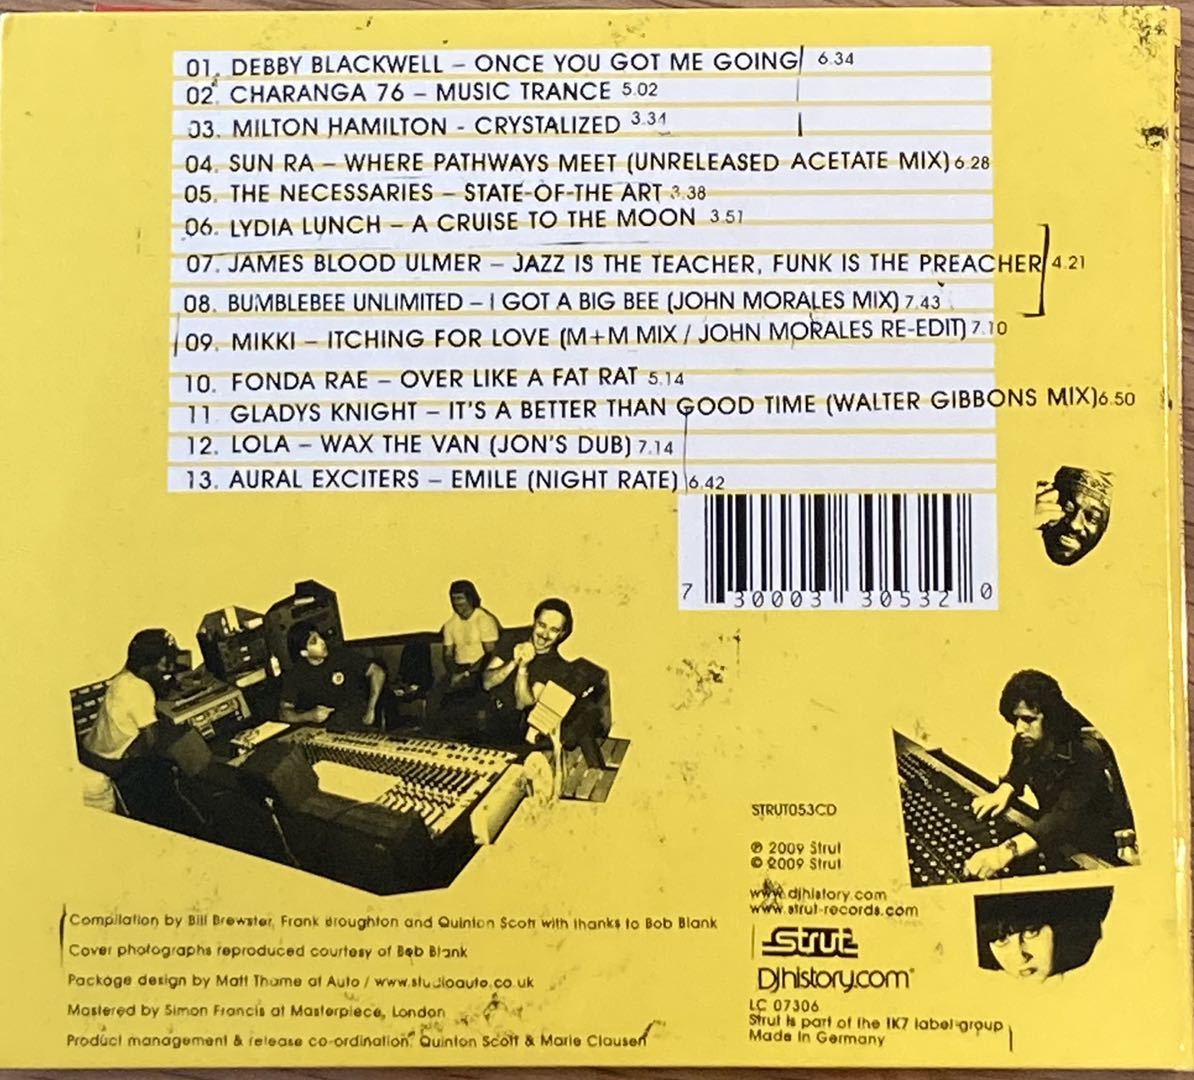 01. DEBBY BLACKWELL – ONCE YOU GOT ME GOING 6.34
02. CHARANGA 76 – MUSIC TRANCE 5.02
03. MILTON HAMILTON - CRYSTALIZED 3.34
04. SUN RA – WHERE PATHWAYS MEET (UNRELEASED ACETATE MIX) 6.28
05. THE NECESSARIES – STATE-OF-THE ART 3.38
06. LYDIA LUNCH – A CRUISE TO THE MOON 3.51
07. JAMES BLOOD ULMER – JAZZ IS THE TEACHER, FUNK IS THE PREACHER 4.21
08. BUMBLEBEE UNLIMITED – I GOT A BIG BEE (JOHN MORALES MIX) 7.43
09. MIKKI – ITCHING FOR LOVE (M+M MIX / JOHN MORALES RE-EDIT) 7.10
10. FONDA RAE – OVER LIKE A FAT RAT 5.14
11. GLADYS KNIGHT – IT'S A BETTER THAN GOOD TIME (WALTER GIBBONS MIX) 6.50
12. LOLA – WAX THE VAN (JON'S DUB) 7.14
13. AURAL EXCITERS – EMILE (NIGHT RATE) 6.42
7 30003 30532 0
STRUT053CD
℗ 2009 Strut
© 2009 Strut
www.djhistory.com
www.strut-records.com
strut
DJhistory.com
LC 07306
Strut is part of the !K7 label group
Made In Germany
Compilation by Bill Brewster, Frank Broughton and Quinton Scott with thanks to Bob Blank
Cover photographs reproduced courtesy of Bob Blank
Package design by Matt Thame at Auto / www.studioauto.co.uk
Mastered by Simon Francis at Masterpiece, London
Product management & release co-ordination: Quinton Scott & Marie Clausen